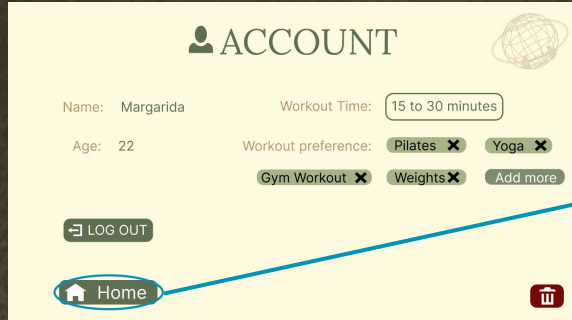 ACCOUNT
Name: Margarida
Workout Time: 15 to 30 minutes
Age: 22
Workout preference: Pilates Yoga
Gym Workout Weights Add more
LOG OUT
Home